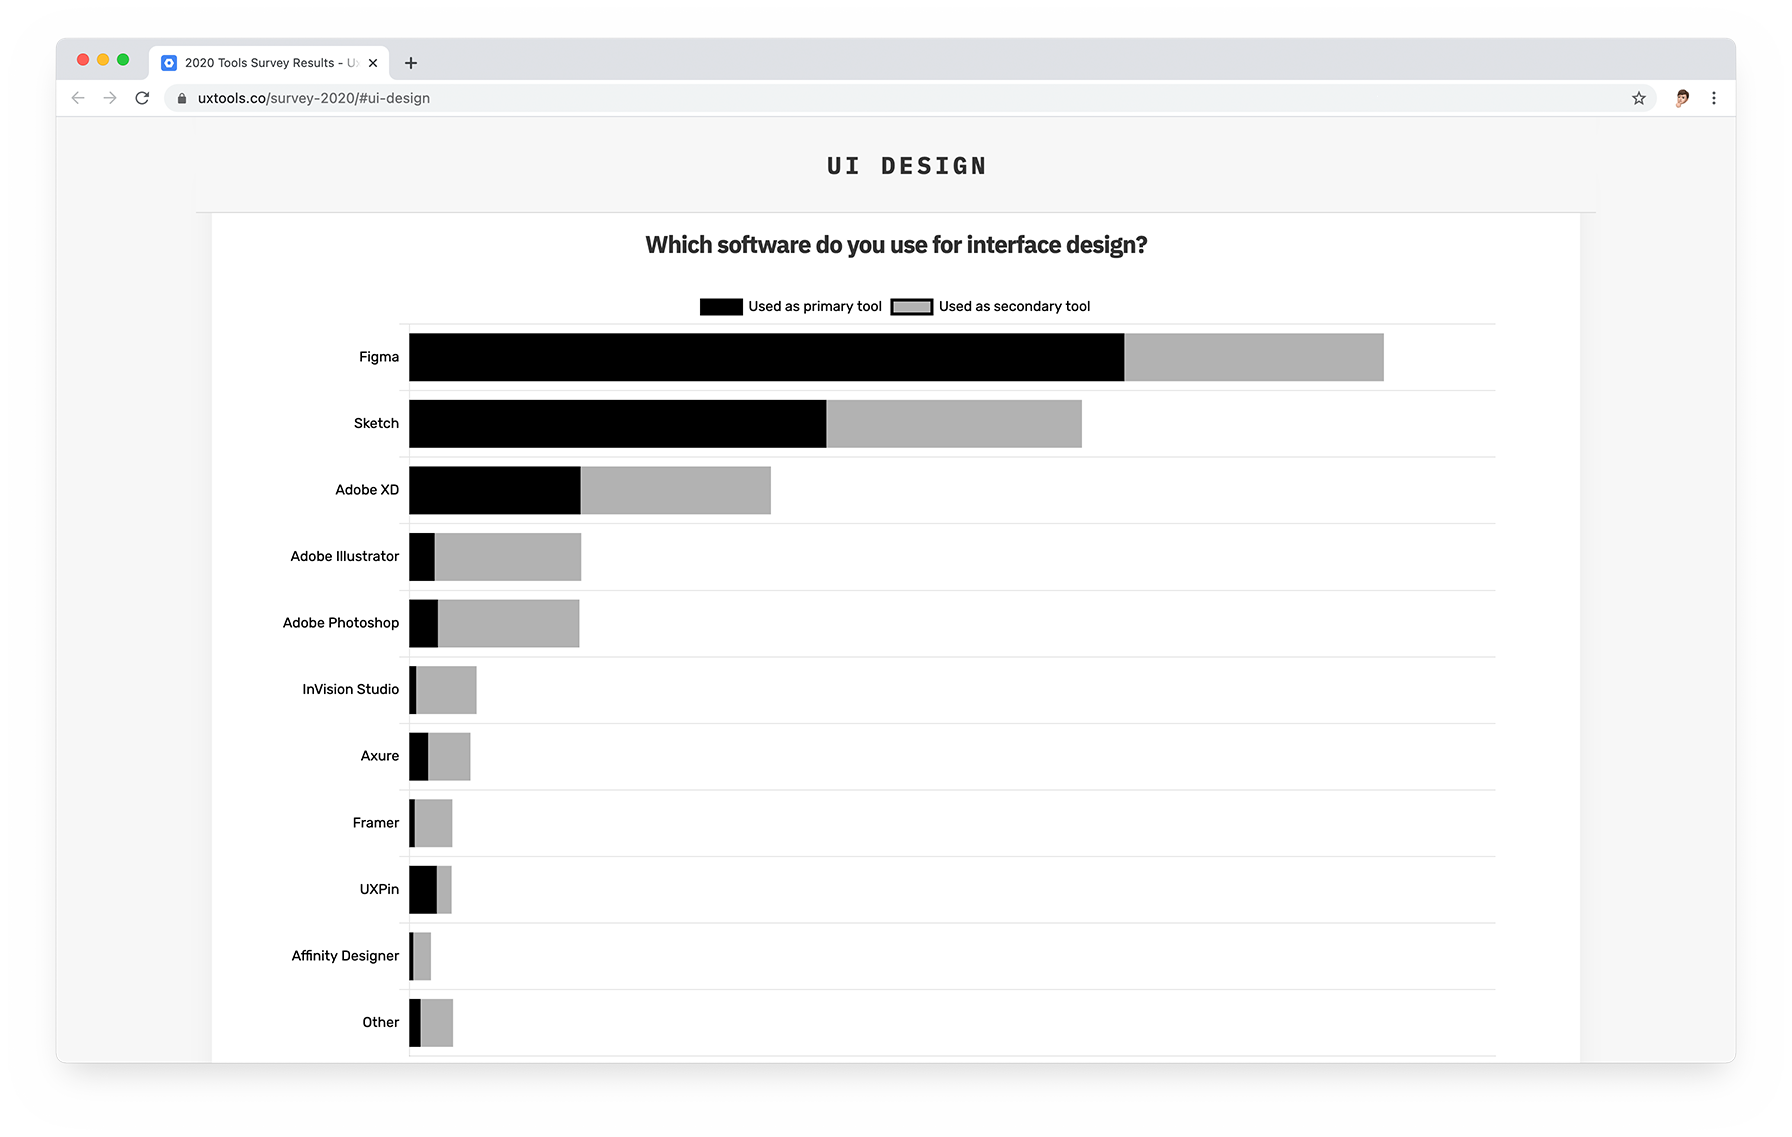 2020 Tools Survey Results - Ux
uxtools.co/survey-2020/#ui-design
UI DESIGN
Which software do you use for interface design?
Used as primary tool Used as secondary tool
Figma
Sketch
Adobe XD
Adobe Illustrator
Adobe Photoshop
InVision Studio
Axure
Framer
UXPin
Affinity Designer
Other